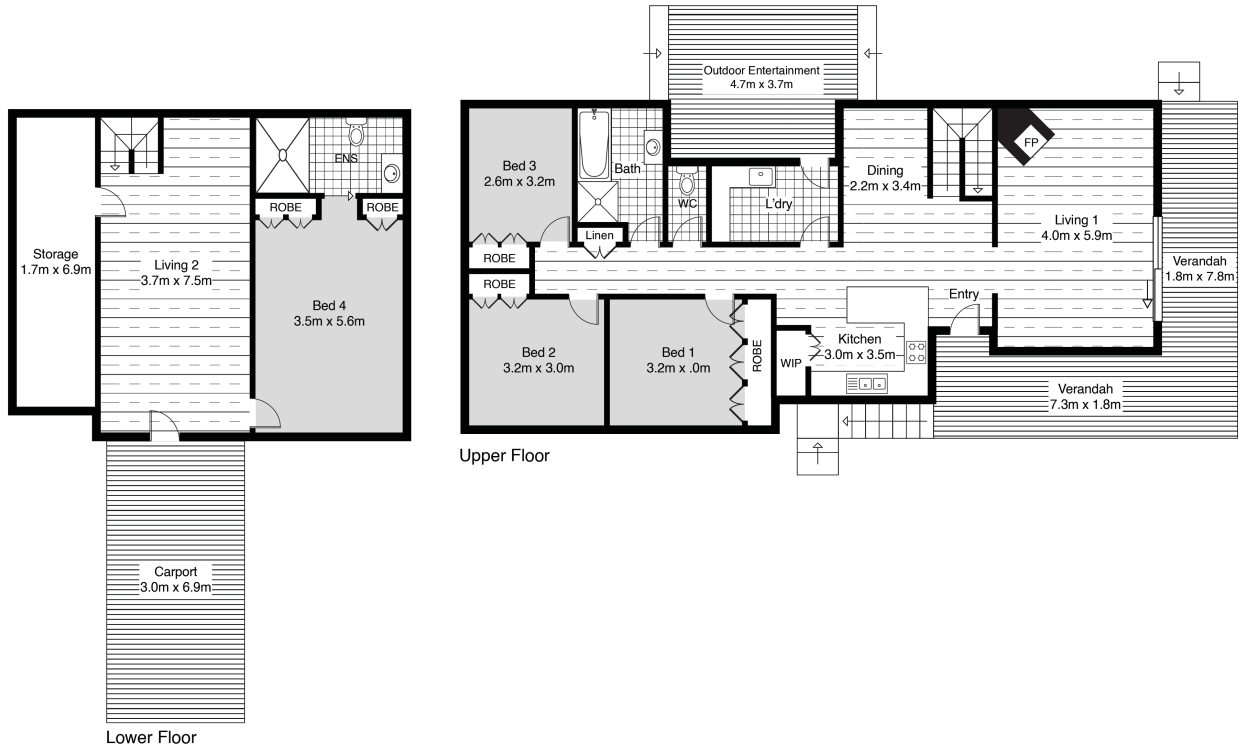 Storage
1.7m x 6.9m
Living 2
3.7m x 7.5m
ENS
ROBE
ROBE
Bed 4
3.5m x 5.6m
Carport
3.0m x 6.9m
Lower Floor
Outdoor Entertainment
4.7m x 3.7m
Bed 3
2.6m x 3.2m
Bath
WC
L'dry
Dining
2.2m x 3.4m
FP
Living 1
4.0m x 5.9m
Linen
ROBE
ROBE
Verandah
1.8m x 7.8m
Entry
Bed 2
3.2m x 3.0m
Bed 1
3.2m x .0m
ROBE
WIP
Kitchen
3.0m x 3.5m
Verandah
7.3m x 1.8m
Upper Floor